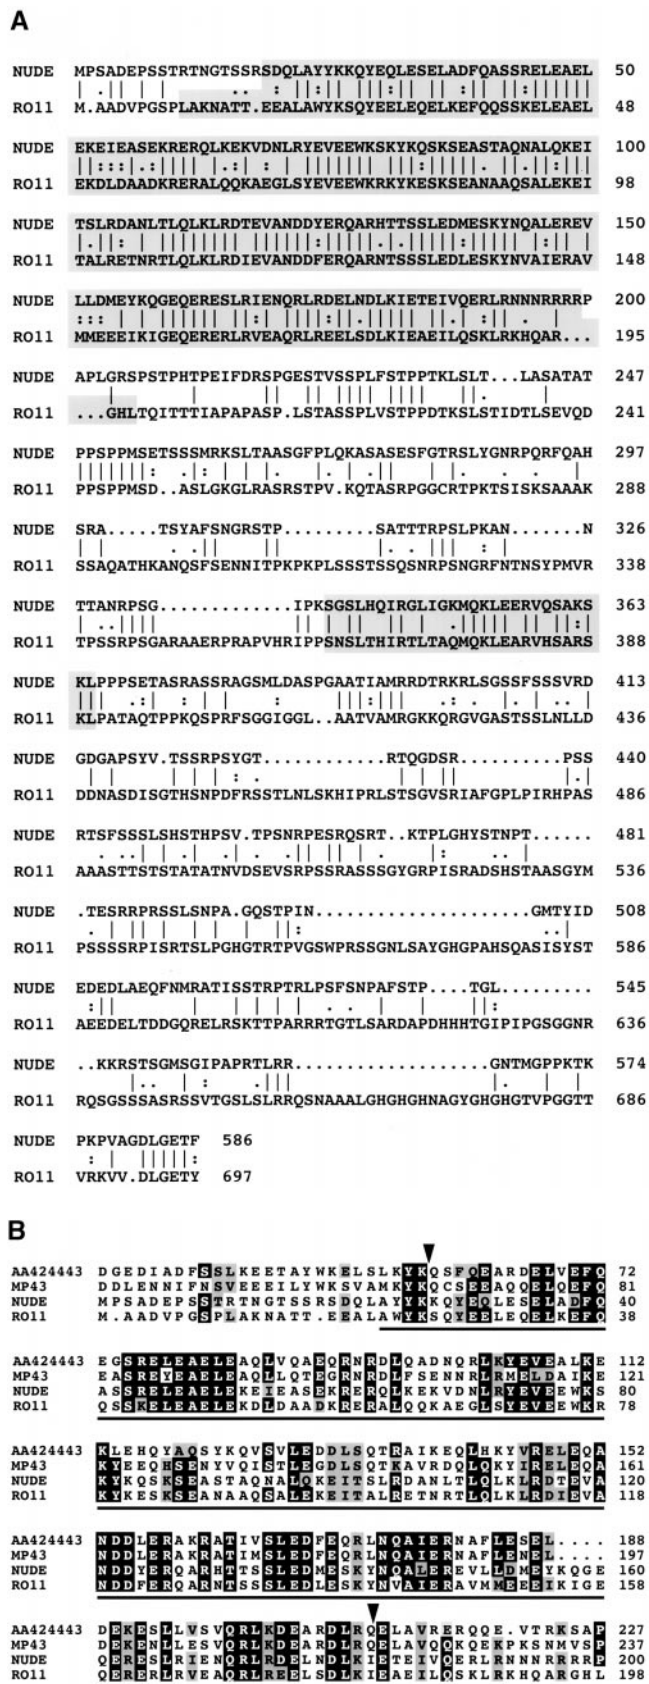 A
NUDE MPSADEPSSTRTNGTSSRSDQLAYYKKQYEQLESELADFQASSRELEAEL 50
RO11 M.AADVPGSPLAKNATT.EEALAWYKSQYEELEQELKEFQQSSKELEAEL 48
NUDE EKEIEASEKRERQLKEKVDNLRYEVEEWKSKYKQSKSEASTAQNALQKEI 100
RO11 EKDLDAADKRERALQQKAEGLSYEVEEWKRKYKESKSEANAAQSALEKEI 98
NUDE TSLRDANLTLQLKLRDTEVANDDYERQARHTTSSLEDMESKYNQALEREV 150
RO11 TALRETNRTLQLKLRDIEVANDDFERQARNTSSSLEDLESKYNVAIERAV 148
NUDE LLDMEYKQGEQERESLRIENQRLRDELNDLKIETEIVQERLRNNNRRRRP 200
RO11 MMEEEIKIGEQERERLRVEAQRLREELSDLKIEAEILQSKLRKHQAR... 195
NUDE APLGRSPSTPHTPEIFDRSPGESTVSSPLFSTPPTKLSLT...LASATAT 247
RO11 ...GHLTQITTTIAPAPASP.LSTASSPLVSTPPDTKSLSTIDTLSEVQD 241
NUDE PPSPPMSETSSSMRKSLTAASGFPLQKASASESFGTRSLYGNRPQRFQAH 297
RO11 PPSPPMSD..ASLGKGLRASRSTPV.KQTASRPGGCRTPKTSISKSAAAK 288
NUDE SRA.....TSYAFSNGRSTP.........SATTTRPSLPKAN.......N 326
RO11 SSAQATHKANQSFSENNITPKPKPLSSSTSSQSNRPSNGRFNTNSYPMVR 338
NUDE TTANRPSG.............IPKSGSLHQIRGLIGKMQKLEERVQSAKS 363
RO11 TPSSRPSGARAAERPRAPVHRIPPSNSLTHIRTLTAQMQKLEARVHSARS 388
NUDE KLPPPSETASRASSRAGSMLDASPGAATIAMRRDTRKRLSGSSFSSSVRD 413
RO11 KLPATAQTPPKQSPRFSGGIGGL..AATVAMRGKKQRGVGASTSSLNLLD 436
NUDE GDGAPSYV.TSSRPSYGT............RTQGDSR..........PSS 440
RO11 DDNASDISGTHSNPDFRSSTLNLSKHIPRLSTSGVSRIAFGPLPIRHPAS 486
NUDE RTSFSSSLSHSTHPSV.TPSNRPESRQSRT..KTPLGHYSTNPT...... 481
RO11 AAASTTSTSTATATNVDSEVSRPSSRASSSGYGRPISRADSHSTAASGYM 536
NUDE .TESRRPRSSLSNPA.GQSTPIN.....................GMTYID 508
RO11 PSSSSRPISRTSLPGHGTRTPVGSWPRSSGNLSAYGHGPAHSQASISYST 586
NUDE EDEDLAEQFNMRATISSTRPTRLPSFSNPAFSTP....TGL......... 545
RO11 AEEDELTDDGQRELRSKTTPARRRTGTLSARDAPDHHHTGIPIPGSGGNR 636
NUDE ..KKRSTSGMSGIPAPRTLRR...................GNTMGPPKTK 574
RO11 RQSGSSSSASRSSVTGSLSLRRQSNAAALGHGHGHNAGYGHGHGTVPGGTT 686
NUDE PKPVAGDLGETF 586
RO11 VRKVV.DLGETY 697
B
AA424443 DGEDIADFSSLKEETAYWKELSLKYKQSFQEARDELVEFQ 72
MP43 DDLENNIFNSVEEEILYWKSVAMKYKQCSEEAQQELQEFQ 81
NUDE MPSADEPSSTRTNGTSSRSDQLAYYKKQYEQLESELADFQ 40
RO11 M.AADVPGSPLAKNATT.EEALAWYKSQYEELEQELKEFQ 38
AA424443 EGSRELEAELEAQLVQAEQRNRDLQADNQRLKYEVEALKE 112
MP43 EASREYEAELEAQLLQTEGRNRDLFSENNRLRMELDAIKE 121
NUDE ASSRELEAELEKEIEASEKRERQLKEKVDNLRYEVEEWKS 80
RO11 QSSKELEAELEKDLDAADKRERALQQKAEGLSYEVEEWKR 78
AA424443 KLEHQYAQSYKQVSVLEDDLSQTRAIKEQLHKYVRELEQA 152
MP43 KYEEQHSENYVQISTLEGDLSQTKAVRDQLQKYIRELEQA 161
NUDE KYKQSKSEASTAQNALQKEITSLRDANLTLQLKLRDTEVA 120
RO11 KYKESKSEANAAQSALEKEITALRETNRTLQLKLRDIEVA 118
AA424443 NDDLERAKRATIVSLEDFEQRLNQAIERNAFLESEL.... 188
MP43 NDDLERAKRATIMSLEDFEQRLNQAIERNAFLENEL.... 197
NUDE NDDYERQARHTTSSLEDMESKYNQALEREVLLDMEYKQGE 160
RO11 NDDFERQARNTSSSLEDLESKYNVAIERAVMMEEEIKIGE 158
AA424443 DEKESLLVSVQRLKDEARDLRQELAVRERQQE.VTRKSAP 227
MP43 DEKENLLESVQRLKDEARDLRQELAVQQKQEKPKSNMVSP 237
NUDE QERESLRIENQRLRDELNDLKIETEIVQERLRNNNRRRRP 200
RO11 QERERLRVEAQRLREELSDLKIEAEILQSKLRKHQARGHL 198